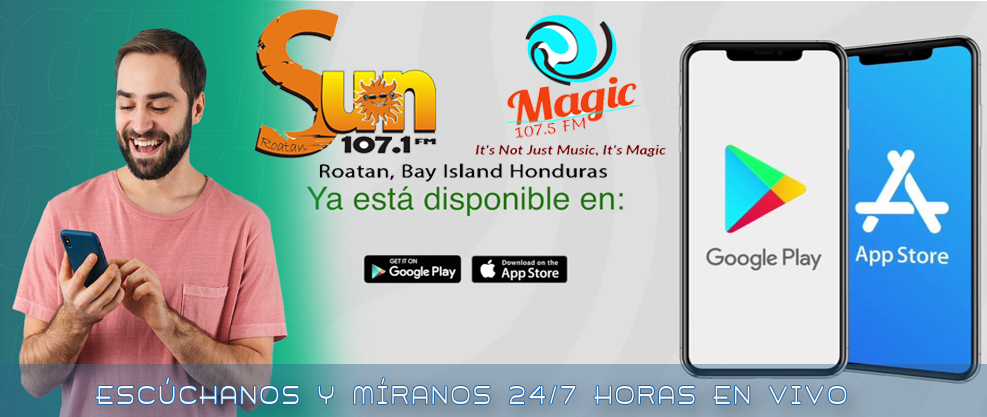 Sun
Roatan
107.1 FM
Magic
107.5 FM
It's Not Just Music, It's Magic
Roatan, Bay Island Honduras
Ya está disponible en:
GET IT ON
Google Play
Download on the
App Store
Google Play
App Store
ESCÚCHANOS Y MÍRANOS 24/7 HORAS EN VIVO